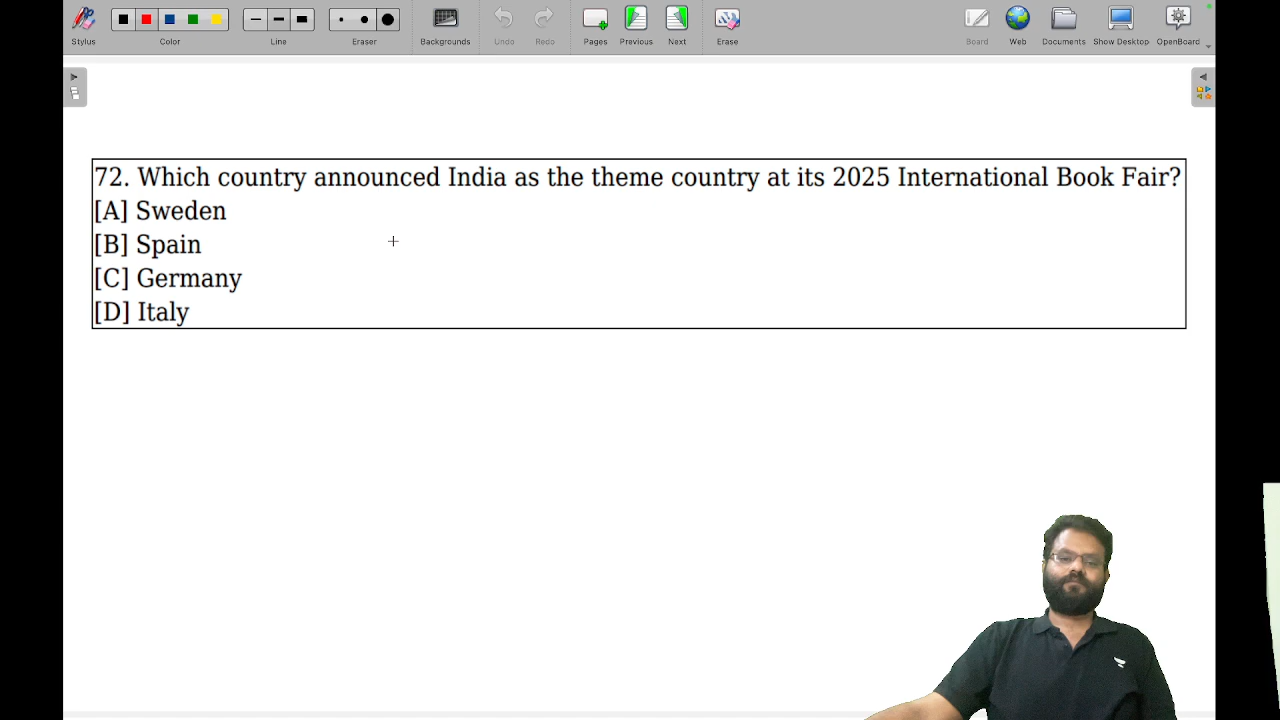 Stylus
Color
Line
Eraser
Backgrounds
Undo
Redo
Pages
Previous
Next
Erase
Board
Web
Documents
Show Desktop
OpenBoard
72. Which country announced India as the theme country at its 2025 International Book Fair?
[A] Sweden
[B] Spain
[C] Germany
[D] Italy